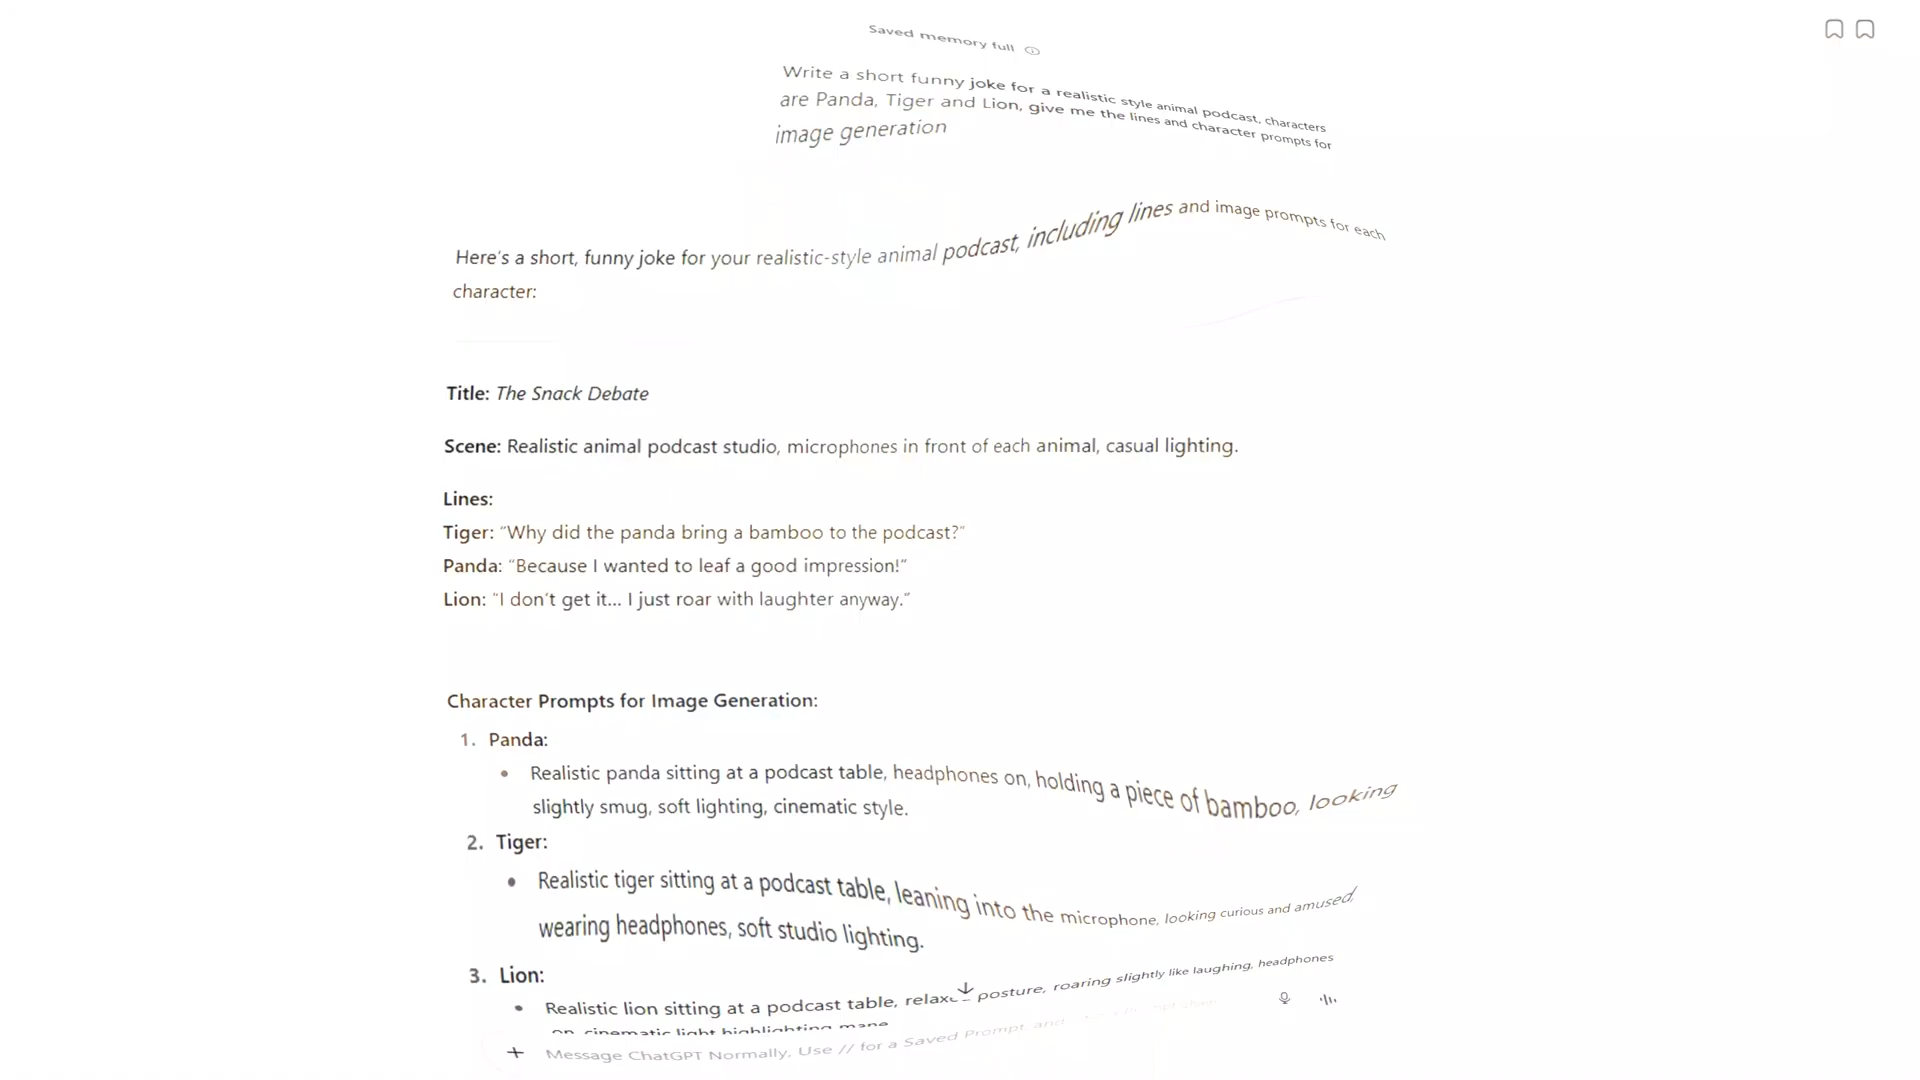 Saved memory full
Write a short funny joke for a realistic style animal podcast, characters
are Panda, Tiger and Lion, give me the lines and character prompts for
image generation
Here's a short, funny joke for your realistic-style animal podcast, including lines and image prompts for each
character:
Title: The Snack Debate
Scene: Realistic animal podcast studio, microphones in front of each animal, casual lighting.
Lines:
Tiger: “Why did the panda bring a bamboo to the podcast?”
Panda: “Because I wanted to leaf a good impression!”
Lion: “I don't get it... I just roar with laughter anyway.”
Character Prompts for Image Generation:
1. Panda:
• Realistic panda sitting at a podcast table, headphones on, holding a piece of bamboo, looking
slightly smug, soft lighting, cinematic style.
2. Tiger:
• Realistic tiger sitting at a podcast table, leaning into the microphone, looking curious and amused,
wearing headphones, soft studio lighting.
3. Lion:
• Realistic lion sitting at a podcast table, posture, roaring slightly like laughing, headphones
on, cinematic light highlighting mane
Message ChatGPT Normally, Use // for a Saved Prompt and